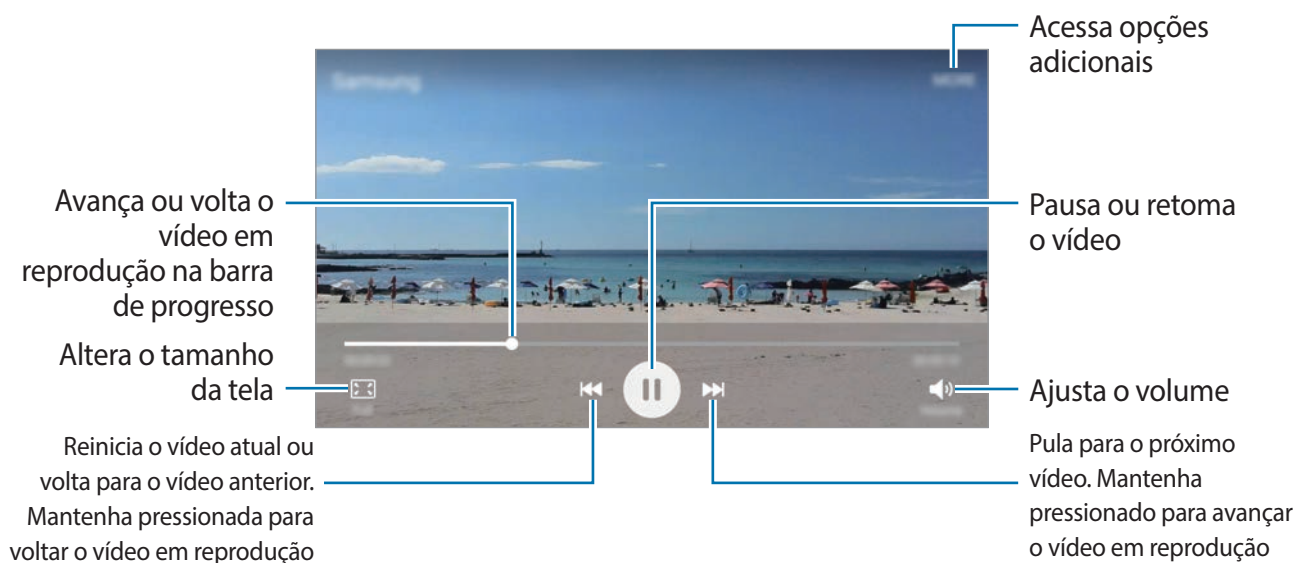 Acessa opções
adicionais
Avança ou volta o
vídeo em
reprodução na barra
de progresso
Pausa ou retoma
o vídeo
Altera o tamanho
da tela
Ajusta o volume
Reinicia o vídeo atual ou
volta para o vídeo anterior.
Mantenha pressionada para
voltar o vídeo em reprodução
Pula para o próximo
vídeo. Mantenha
pressionado para avançar
o vídeo em reprodução